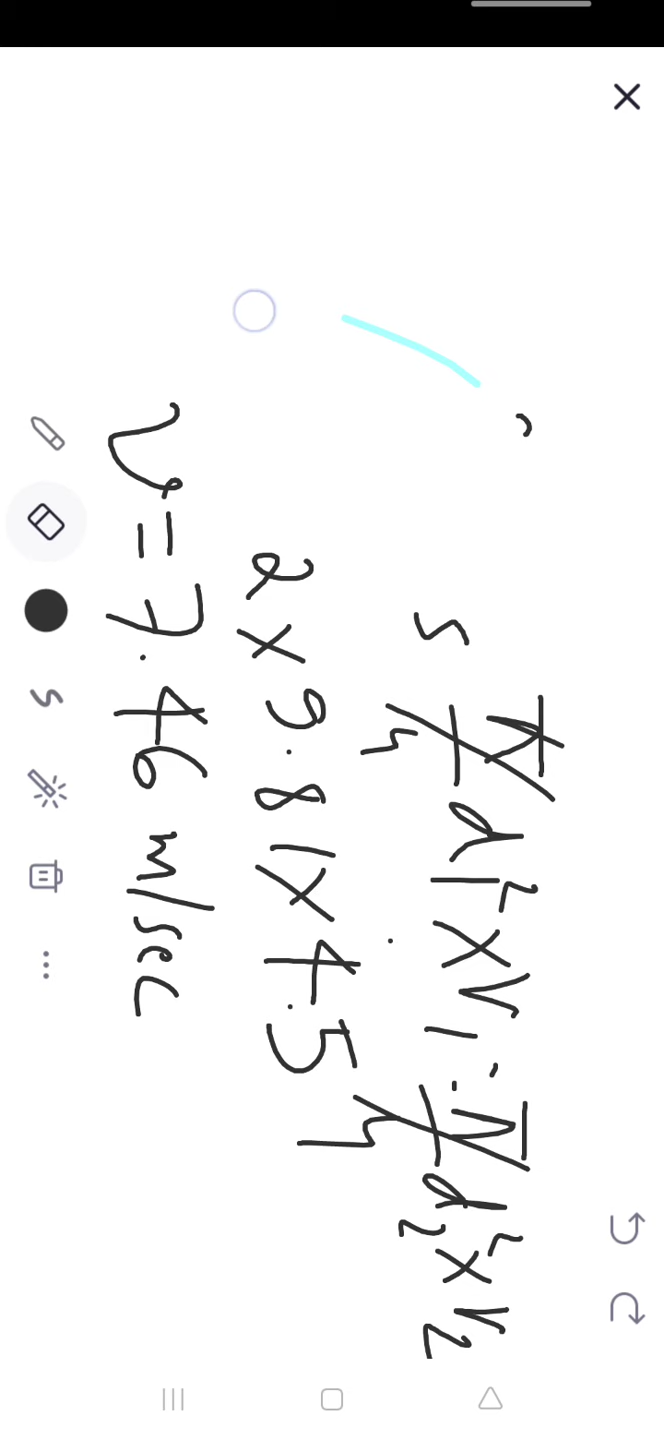 π/4 d₁² x V₁ = π/4 d₂² x V₂
2 x 9.81 x 4.5
V = 7.46 m/sec